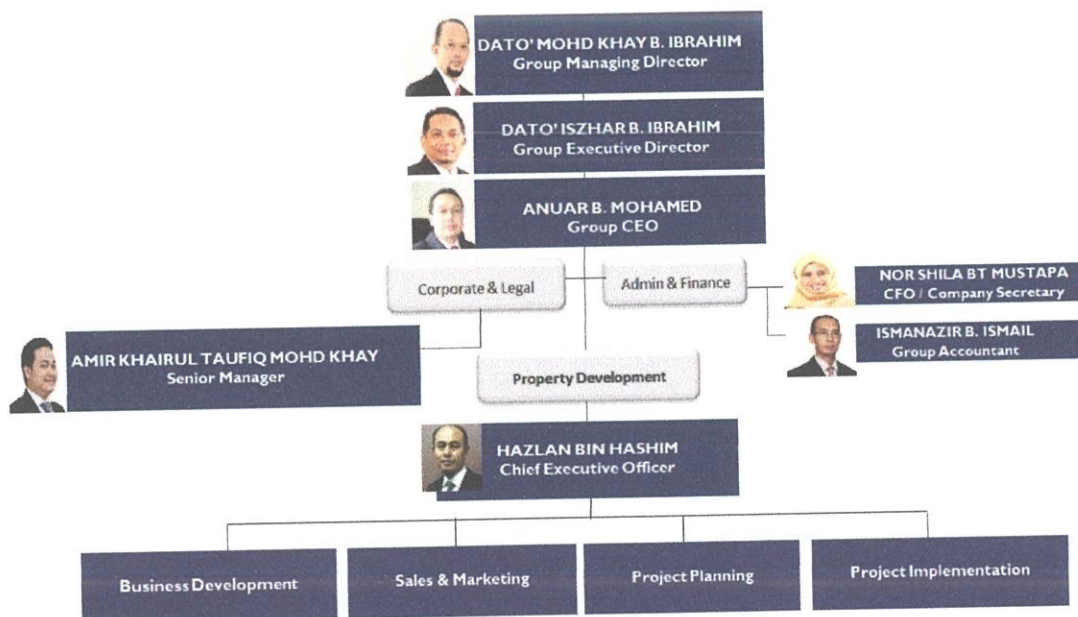 DATO' MOHD KHAY B. IBRAHIM
Group Managing Director
DATO' ISZHAR B. IBRAHIM
Group Executive Director
ANUAR B. MOHAMED
Group CEO
Corporate & Legal
Admin & Finance
NOR SHILA BT MUSTAPA
CFO / Company Secretary
ISMANAZIR B. ISMAIL
Group Accountant
AMIR KHAIRUL TAUFIQ MOHD KHAY
Senior Manager
Property Development
HAZLAN BIN HASHIM
Chief Executive Officer
Business Development
Sales & Marketing
Project Planning
Project Implementation